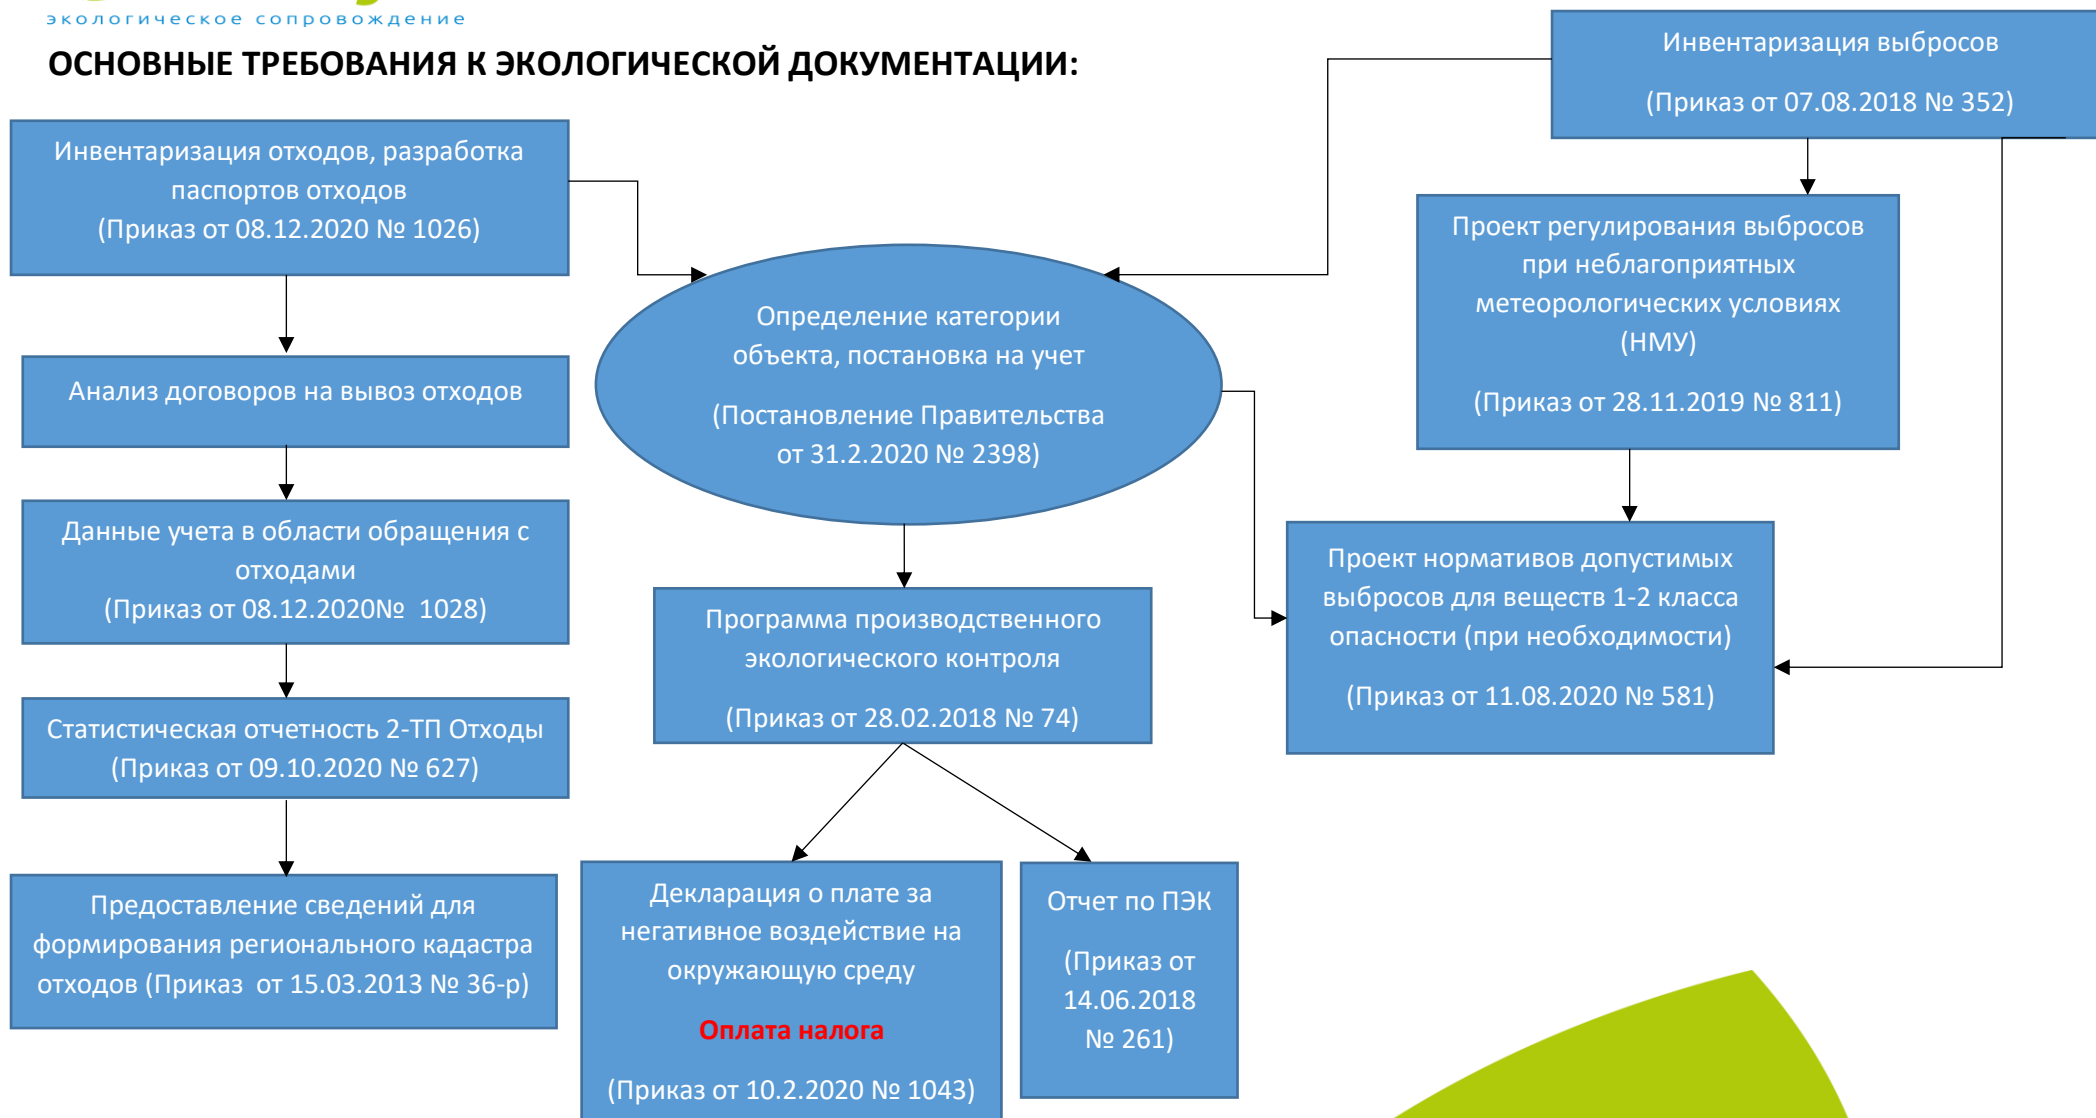 экологическое сопровождение
ОСНОВНЫЕ ТРЕБОВАНИЯ К ЭКОЛОГИЧЕСКОЙ ДОКУМЕНТАЦИИ:
Инвентаризация выбросов
(Приказ от 07.08.2018 № 352)
Инвентаризация отходов, разработка
паспортов отходов
(Приказ от 08.12.2020 № 1026)
Анализ договоров на вывоз отходов
Данные учета в области обращения с
отходами
(Приказ от 08.12.2020№  1028)
Статистическая отчетность 2-ТП Отходы
(Приказ от 09.10.2020 № 627)
Предоставление сведений для
формирования регионального кадастра
отходов (Приказ  от 15.03.2013 № 36-р)
Определение категории
объекта, постановка на учет
(Постановление Правительства
от 31.2.2020 № 2398)
Программа производственного
экологического контроля
(Приказ от 28.02.2018 № 74)
Декларация о плате за
негативное воздействие на
окружающую среду
Оплата налога
(Приказ от 10.2.2020 № 1043)
Отчет по ПЭК
(Приказ от
14.06.2018
№ 261)
Проект регулирования выбросов
при неблагоприятных
метеорологических условиях
(НМУ)
(Приказ от 28.11.2019 № 811)
Проект нормативов допустимых
выбросов для веществ 1-2 класса
опасности (при необходимости)
(Приказ от 11.08.2020 № 581)